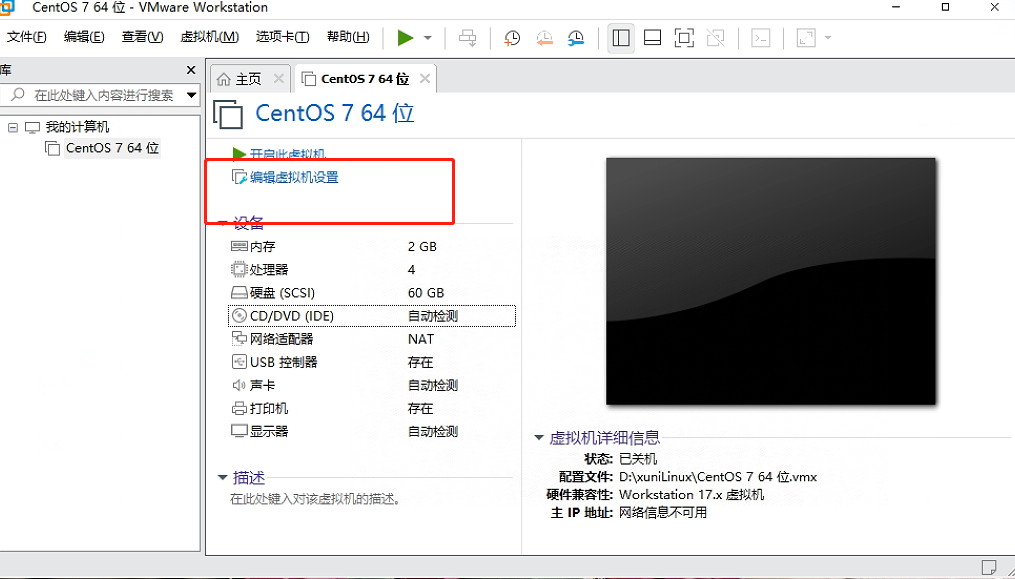 CentOS 7 64 位 - VMware Workstation
文件(F) 编辑(E) 查看(V) 虚拟机(M) 选项卡(T) 帮助(H)
库
在此处键入内容进行搜索
我的计算机
CentOS 7 64 位
主页 CentOS 7 64 位
CentOS 7 64 位
开启此虚拟机
编辑虚拟机设置
设备
内存 2 GB
处理器 4
硬盘 (SCSI) 60 GB
CD/DVD (IDE) 自动检测
网络适配器 NAT
USB 控制器 存在
声卡 自动检测
打印机 存在
显示器 自动检测
描述
在此处键入对该虚拟机的描述。
虚拟机详细信息
状态: 已关机
配置文件: D:\xuniLinux\CentOS 7 64 位.vmx
硬件兼容性: Workstation 17.x 虚拟机
主 IP 地址: 网络信息不可用